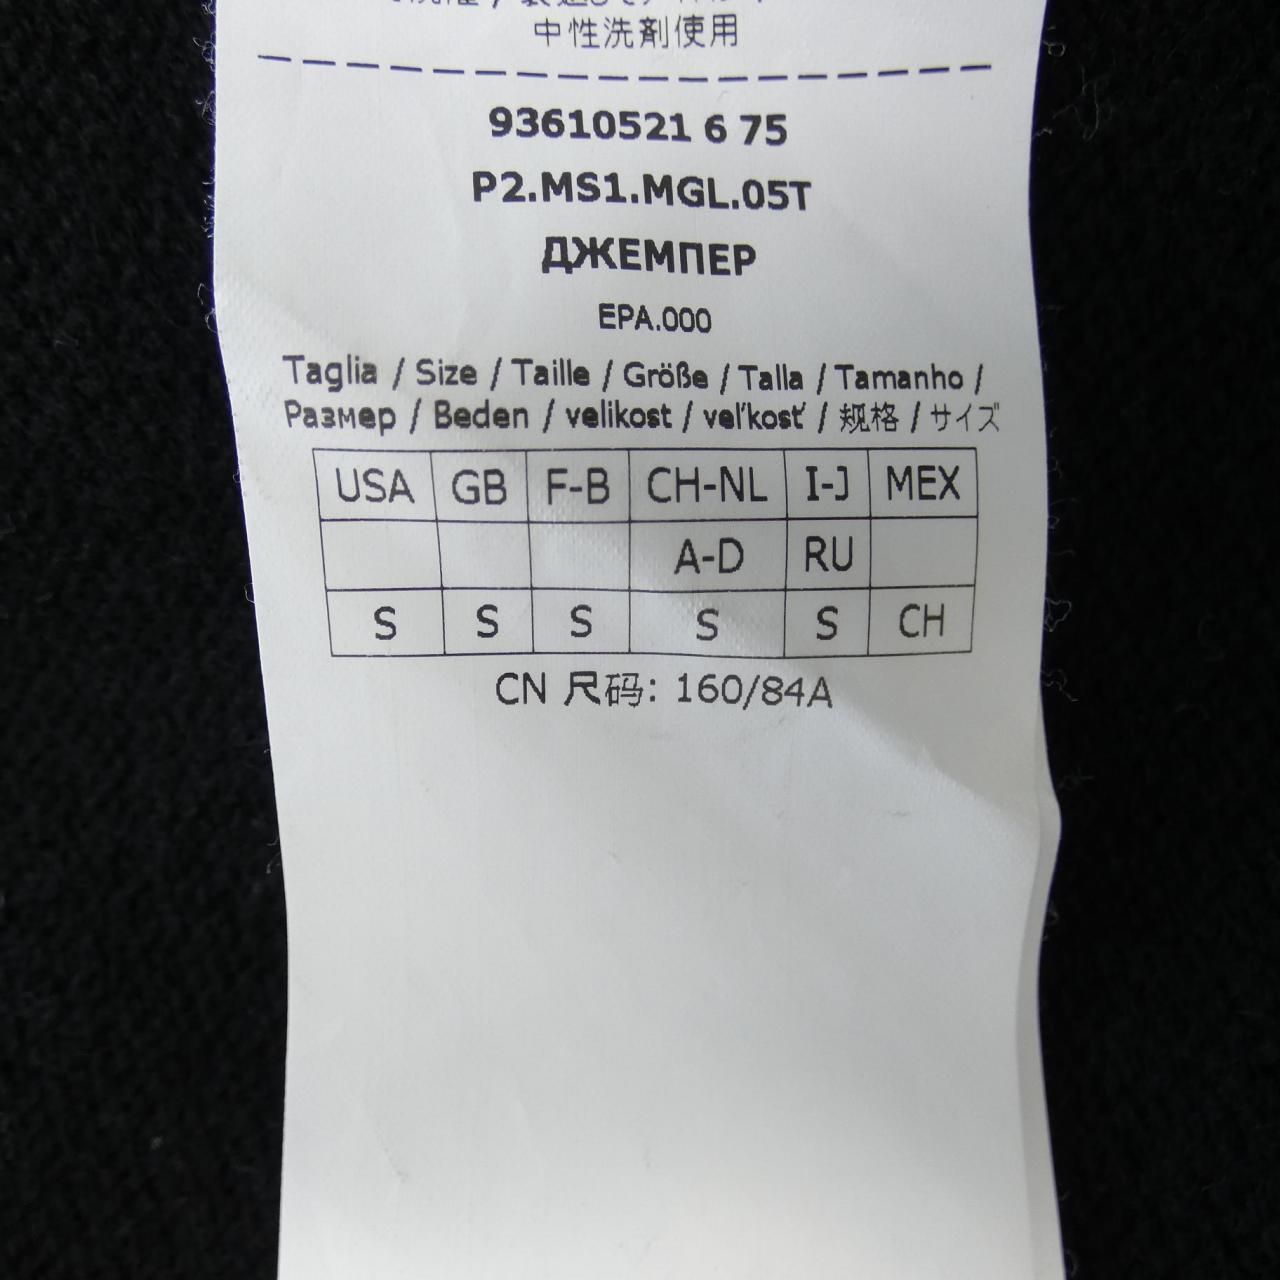 中性洗剤使用
93610521 6 75
P2.MS1.MGL.05T
ДЖЕМПЕР
EPA.000
Taglia / Size / Taille / Größe / Talla / Tamanho /
Размер / Beden / velikost / veľkosť / 规格 / サイズ
USA GB F-B CH-NL I-J MEX
A-D RU
S S S S S CH
CN 尺码: 160/84A